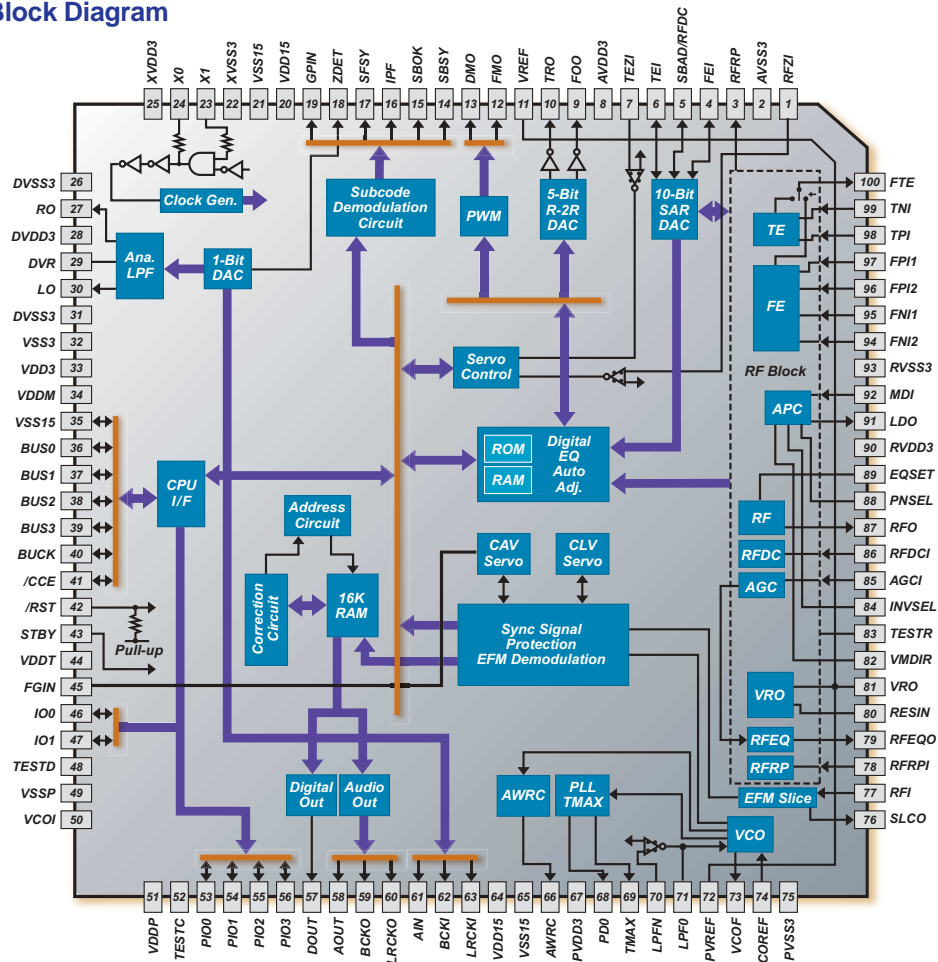 Block Diagram
XVDD3
X0
X1
XVSS3
VSS15
VDD15
GPIN
ZDET
SFSY
IPF
SBOK
SBSY
DMO
FMO
VREF
TRO
FOO
AVDD3
TEZI
TEI
SBAD/RFDC
FEI
RFRP
AVSS3
RFZI
25 24 23 22 21 20 19 18 17 16 15 14 13 12 11 10 9 8 7 6 5 4 3 2 1
DVSS3 26
RO 27
DVDD3 28
DVR 29
LO 30
DVSS3 31
VSS3 32
VDD3 33
VDDM 34
VSS15 35
BUS0 36
BUS1 37
BUS2 38
BUS3 39
BUCK 40
/CCE 41
/RST 42
STBY 43
VDDT 44
FGIN 45
IO0 46
IO1 47
TESTD 48
VSSP 49
VCOI 50
Clock Gen.
Ana.
LPF
1-Bit
DAC
Subcode
Demodulation
Circuit
PWM
5-Bit
R-2R
DAC
10-Bit
SAR
DAC
TE
FE
RF Block
Servo
Control
APC
ROM
RAM
Digital
EQ
Auto
Adj.
CPU
I/F
Address
Circuit
Correction
Circuit
16K
RAM
CAV
Servo
CLV
Servo
Sync Signal
Protection
EFM Demodulation
RF
RFDC
AGC
VRO
RFEQ
RFRP
EFM Slice
Pull-up
Digital
Out
Audio
Out
AWRC
PLL
TMAX
VCO
100 FTE
99 TNI
98 TPI
97 FPI1
96 FPI2
95 FNI1
94 FNI2
93 RVSS3
92 MDI
91 LDO
90 RVDD3
89 EQSET
88 PNSEL
87 RFO
86 RFDCI
85 AGCI
84 INVSEL
83 TESTR
82 VMDIR
81 VRO
80 RESIN
79 RFEQO
78 RFRPI
77 RFI
76 SLCO
51 52 53 54 55 56 57 58 59 60 61 62 63 64 65 66 67 68 69 70 71 72 73 74 75
VDDP
TESTC
PIO0
PIO1
PIO2
PIO3
DOUT
AOUT
BCKO
LRCKO
AIN
BCKI
LRCKI
VDD15
VSS15
AWRC
PVDD3
PD0
TMAX
LPFN
LPF0
PVREF
VCOF
COREF
PVSS3